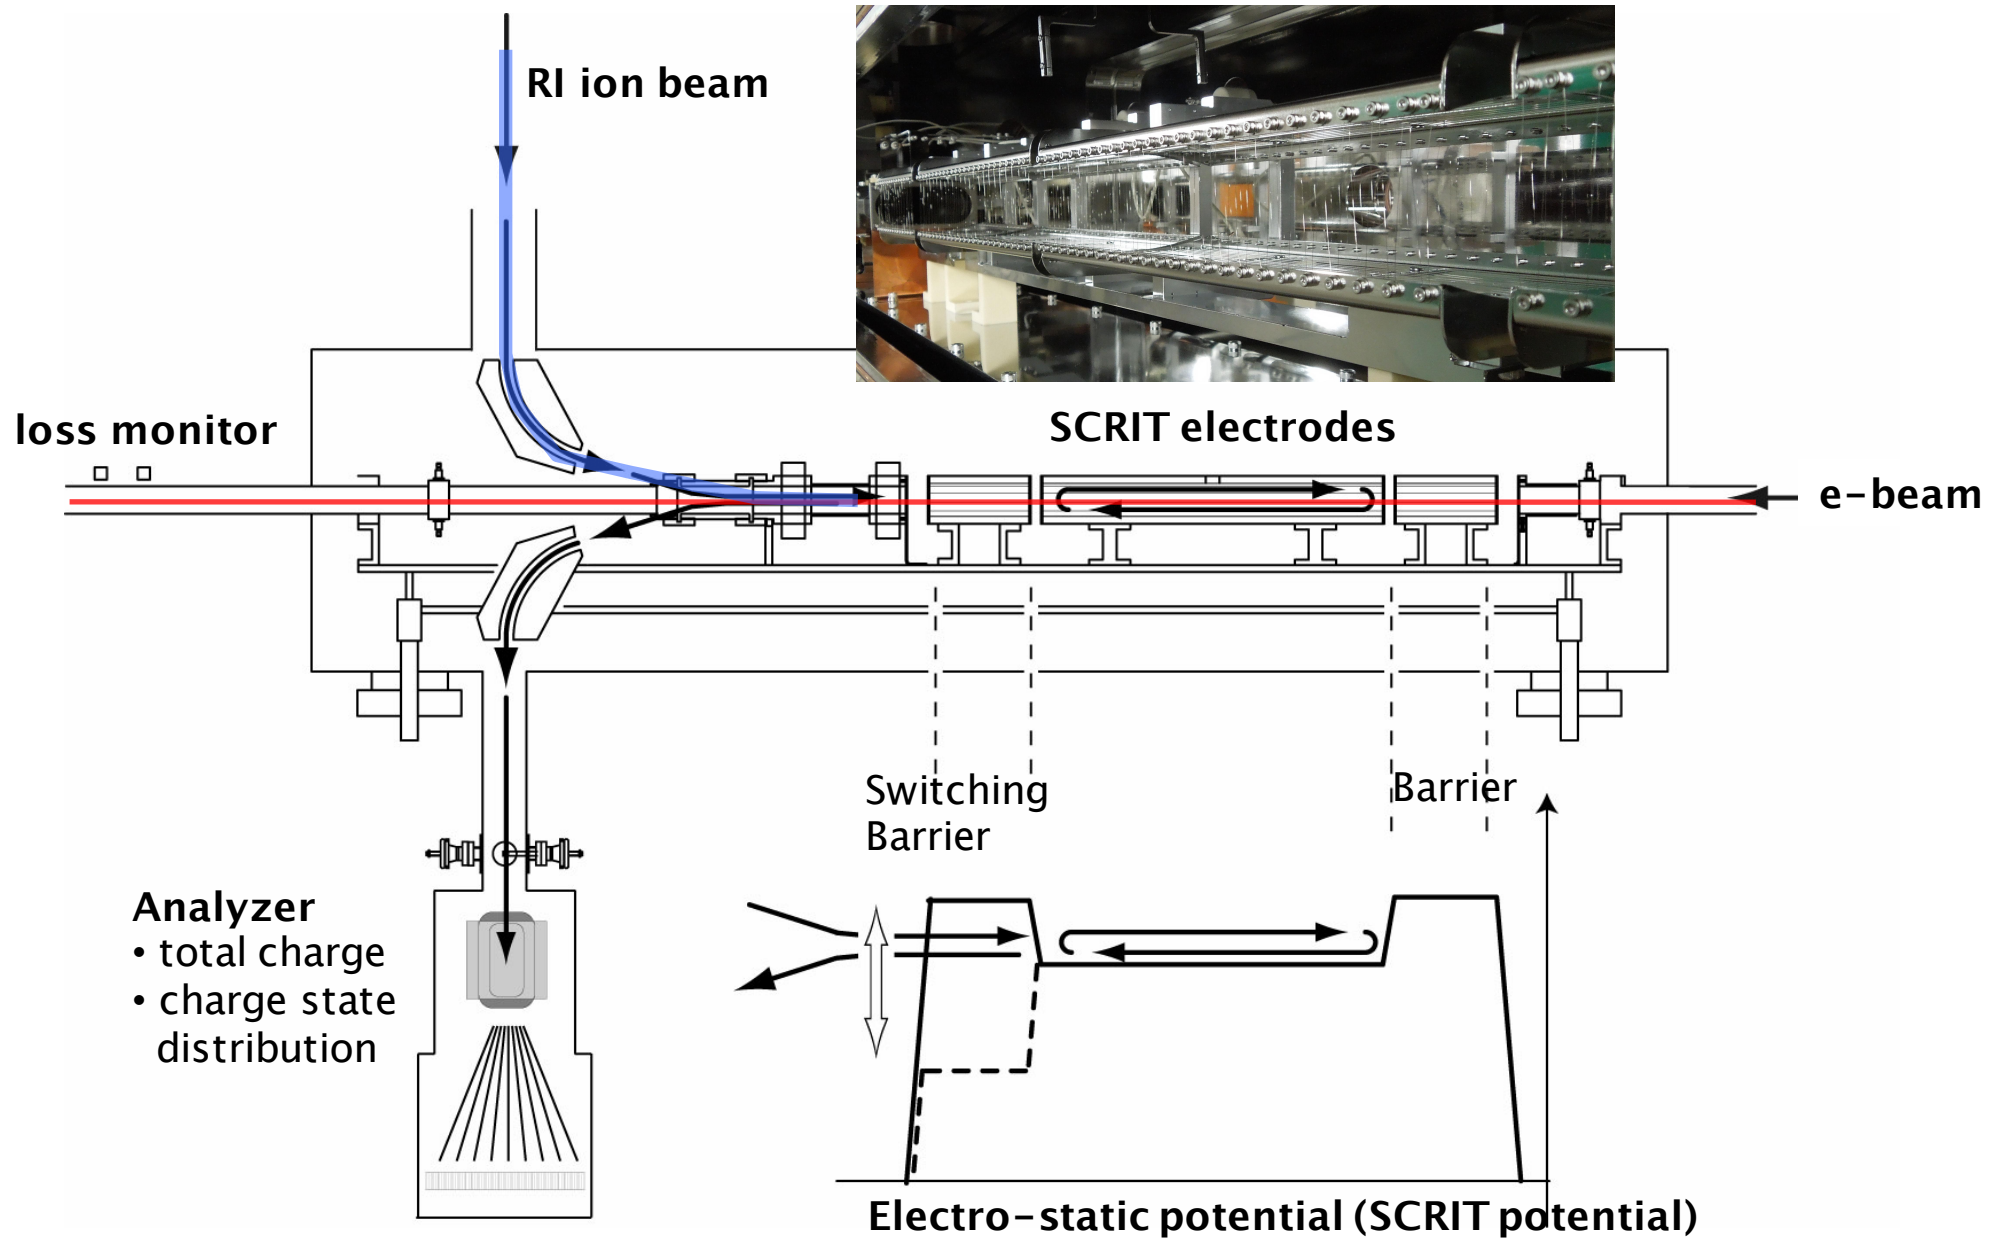 RI ion beam
loss monitor
SCRIT electrodes
e-beam
Switching
Barrier
Barrier
Analyzer
• total charge
• charge state
distribution
Electro-static potential (SCRIT potential)